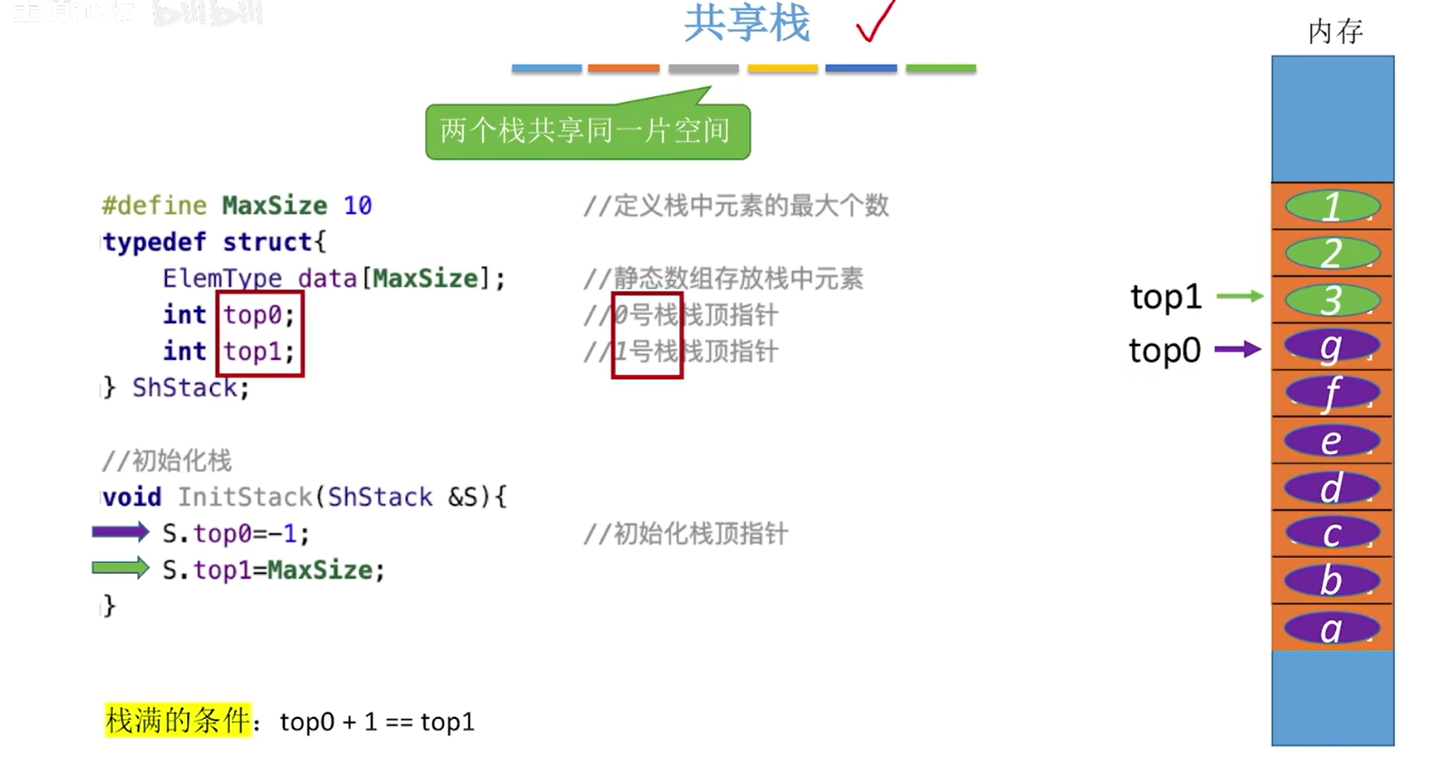 共享栈
内存
两个栈共享同一片空间
#define MaxSize 10 //定义栈中元素的最大个数
typedef struct{
ElemType data[MaxSize]; //静态数组存放栈中元素
int top0; //0号栈栈顶指针
int top1; //1号栈栈顶指针
} ShStack;
//初始化栈
void InitStack(ShStack &S){
S.top0=-1; //初始化栈顶指针
S.top1=MaxSize;
}
栈满的条件：top0 + 1 == top1
1
2
top1 3
top0 g
f
e
d
c
b
a